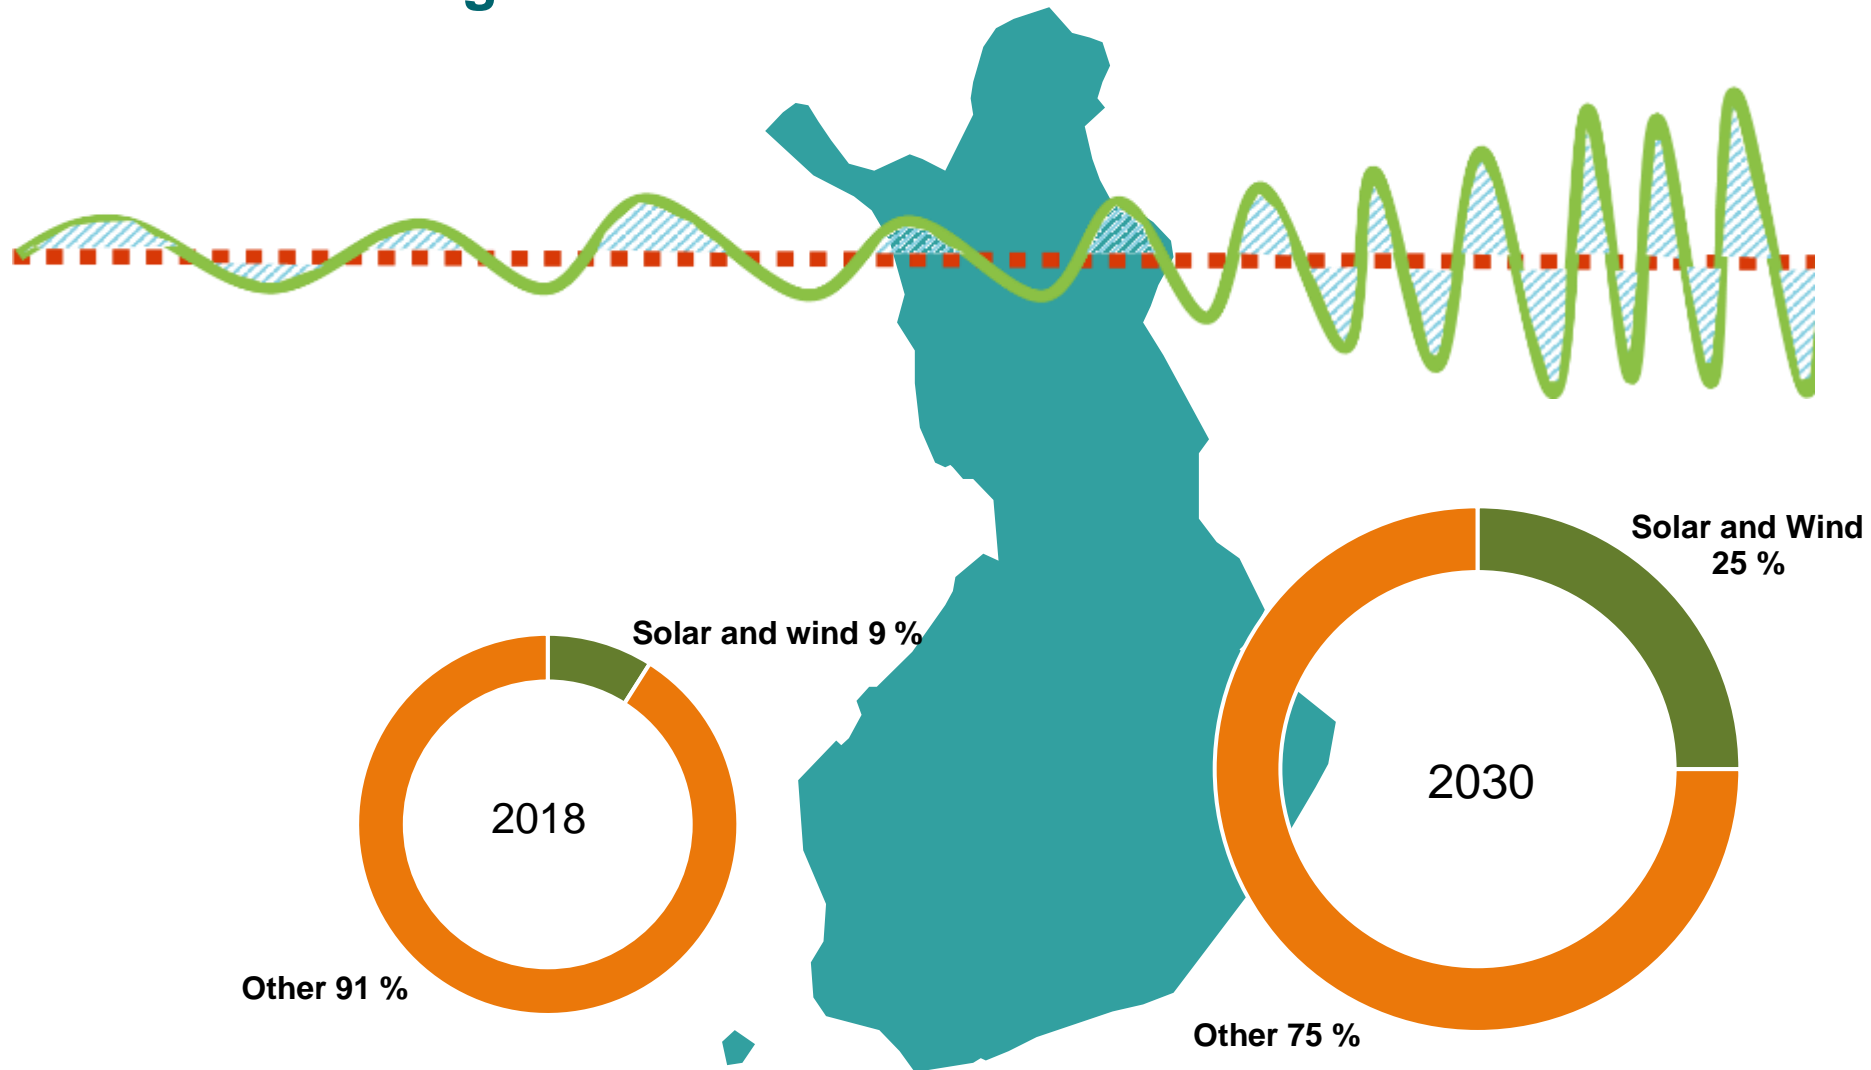 Solar and Wind
25 %
Solar and wind 9 %
2030
2018
Other 91 %
Other 75 %